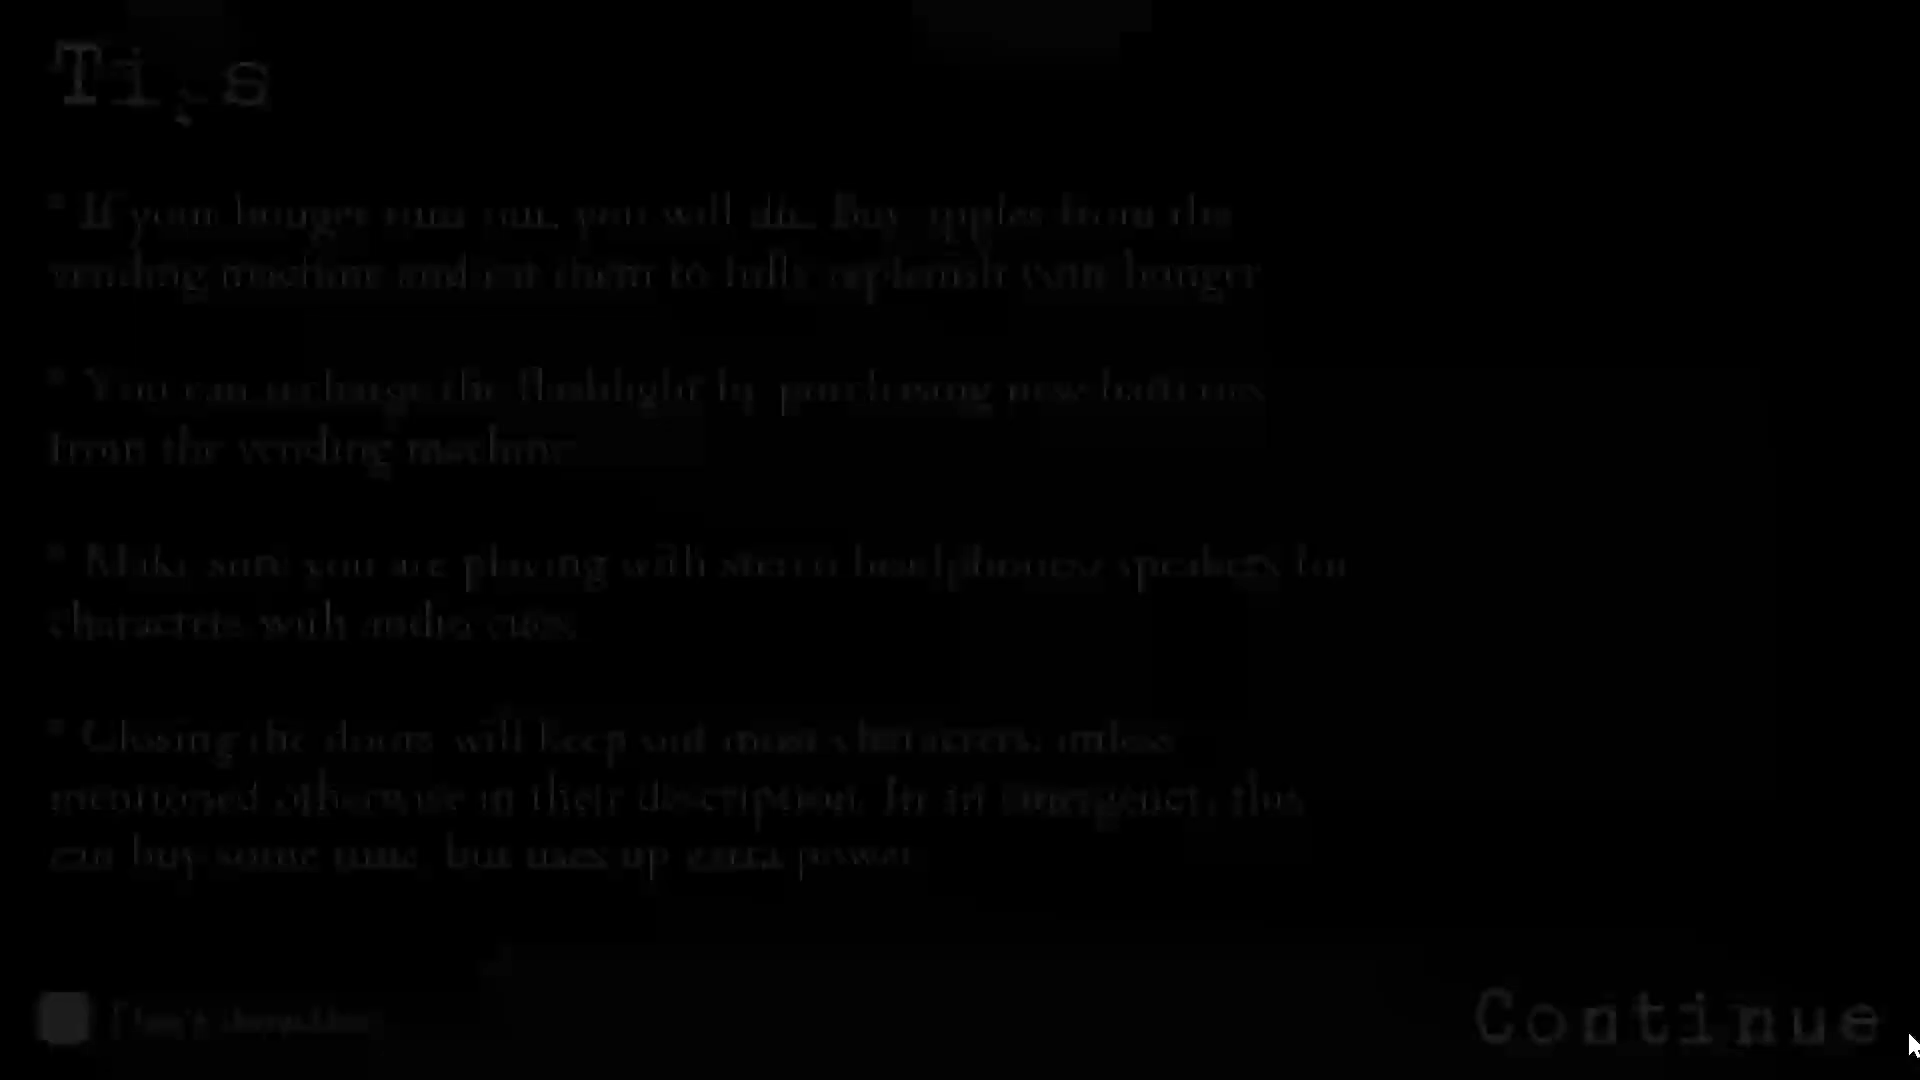 Tips
* If your hunger runs out, you will die. Buy apples from the
vending machine and eat them to fully replenish your hunger
* You can recharge the flashlight by purchasing new batteries
from the vending machine
* Make sure you are playing with stereo headphones/ speakers for
characters with audio cues.
* Closing the doors will keep out most characters, unless
mentioned otherwise in their description. In an emergency, this
can buy some time, but uses up extra power.
Continue